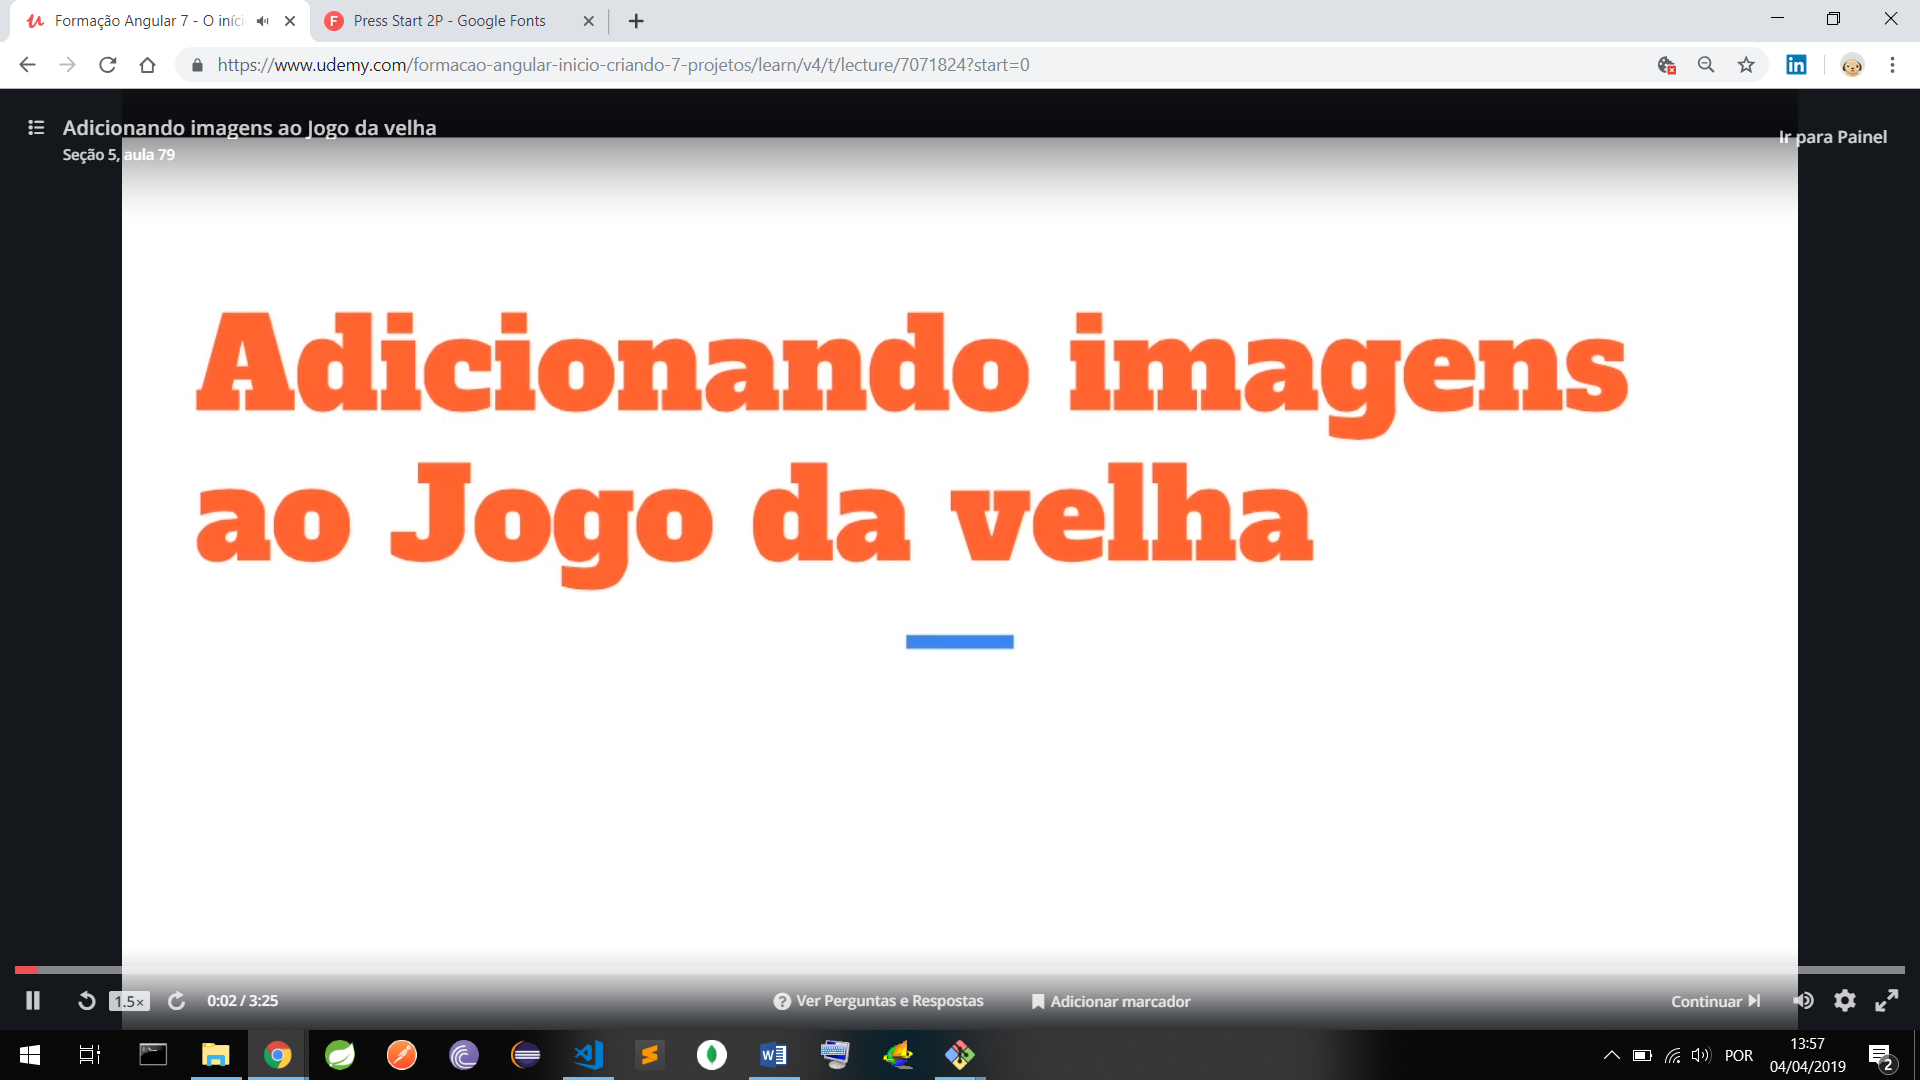 Formação Angular 7 - O iníc
Press Start 2P - Google Fonts
https://www.udemy.com/formacao-angular-inicio-criando-7-projetos/learn/v4/t/lecture/7071824?start=0
Adicionando imagens ao Jogo da velha
Seção 5, aula 79
Ir para Painel
Adicionando imagens
ao Jogo da velha
1.5×
0:02 / 3:25
Ver Perguntas e Respostas
Adicionar marcador
Continuar
POR
13:57
04/04/2019
2